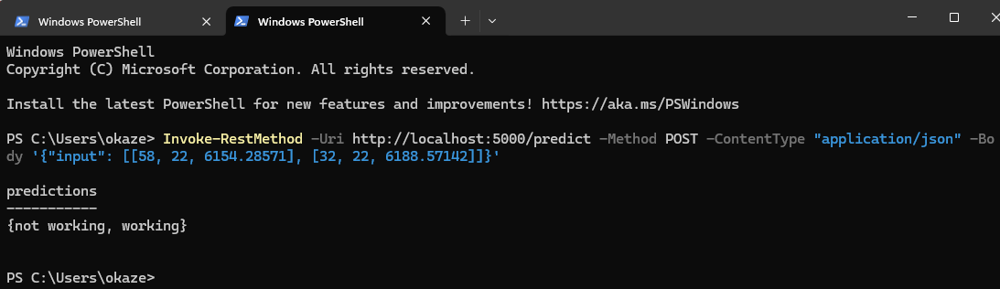 Windows PowerShell
Windows PowerShell
Windows PowerShell
Copyright (C) Microsoft Corporation. All rights reserved.
Install the latest PowerShell for new features and improvements! https://aka.ms/PSWindows
PS C:\Users\okaze> Invoke-RestMethod -Uri http://localhost:5000/predict -Method POST -ContentType "application/json" -Bo
dy '{"input": [[58, 22, 6154.28571], [32, 22, 6188.57142]]}'
predictions
-----------
{not working, working}
PS C:\Users\okaze>